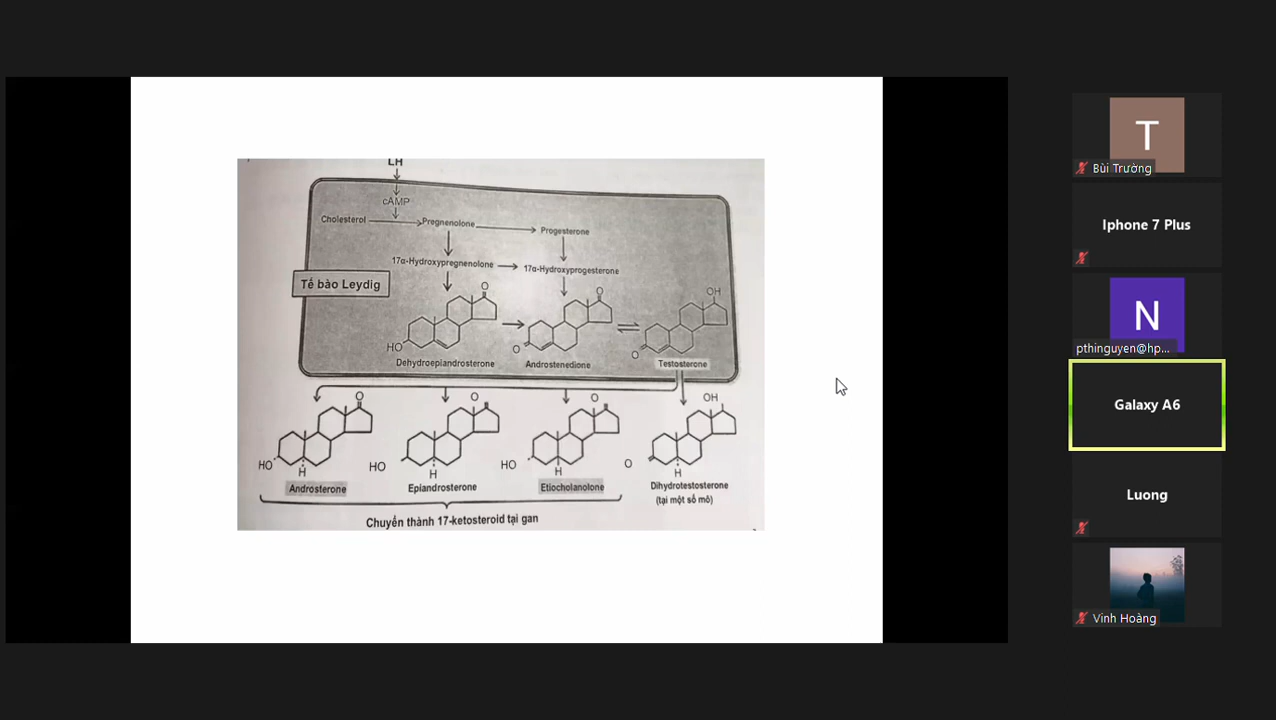 LH
cAMP
Cholesterol
Pregnenolone
Progesterone
17α-Hydroxypregnenolone
17α-Hydroxyprogesterone
Tế bào Leydig
O
O
OH
HO
O
O
Dehydroepiandrosterone
Androstenedione
Testosterone
O
O
O
OH
HO
H
HO
H
HO
H
O
H
Androsterone
Epiandrosterone
Etiocholanolone
Dihydrotestosterone
(tại một số mô)
Chuyển thành 17-ketosteroid tại gan
T
Bùi Trường
Iphone 7 Plus
N
pthinguyen@hp...
Galaxy A6
Luong
Vinh Hoàng